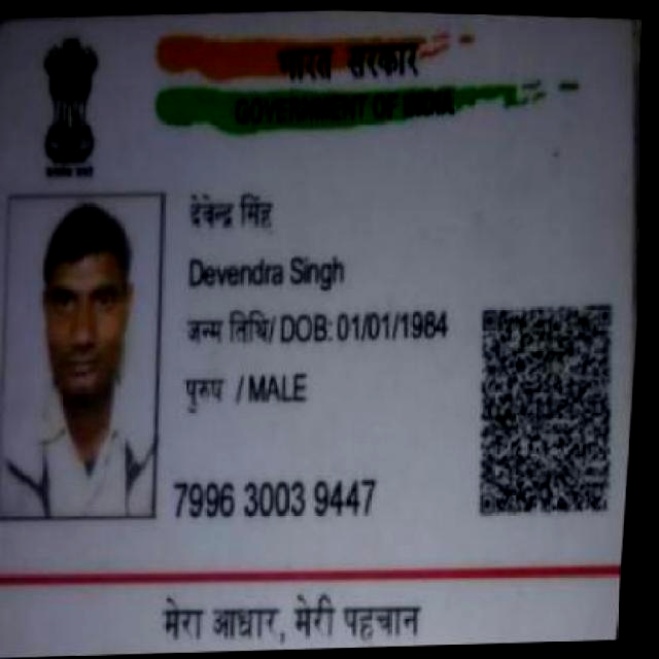 भारत सरकार
GOVERNMENT OF INDIA
देवेन्द्र सिंह
Devendra Singh
जन्म तिथि/ DOB: 01/01/1984
पुरुष / MALE
7996 3003 9447
मेरा आधार, मेरी पहचान